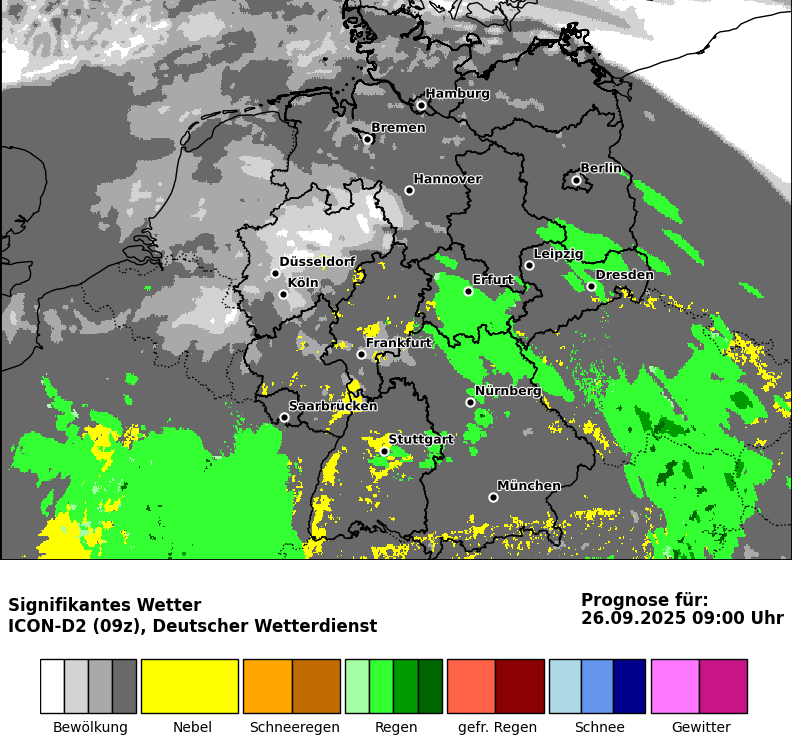 Hamburg
Bremen
Berlin
Hannover
Leipzig
Düsseldorf
Dresden
Köln
Erfurt
Frankfurt
Nürnberg
Saarbrücken
Stuttgart
München
Signifikantes Wetter
ICON-D2 (09z), Deutscher Wetterdienst
Prognose für:
26.09.2025 09:00 Uhr
Bewölkung
Nebel
Schneeregen
Regen
gefr. Regen
Schnee
Gewitter